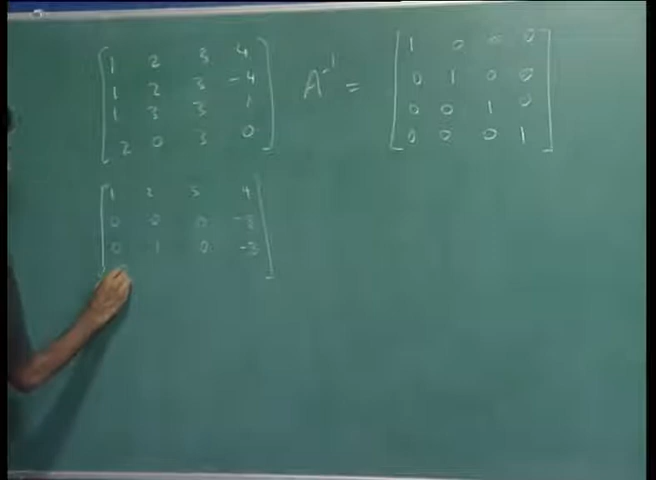 1 2 3 4
1 2 3 -4
1 3 3 1
2 0 3 0
A⁻¹ =
1 0 0 0
0 1 0 0
0 0 1 0
0 0 0 1
1 2 3 4
0 0 0 -8
0 1 0 -3